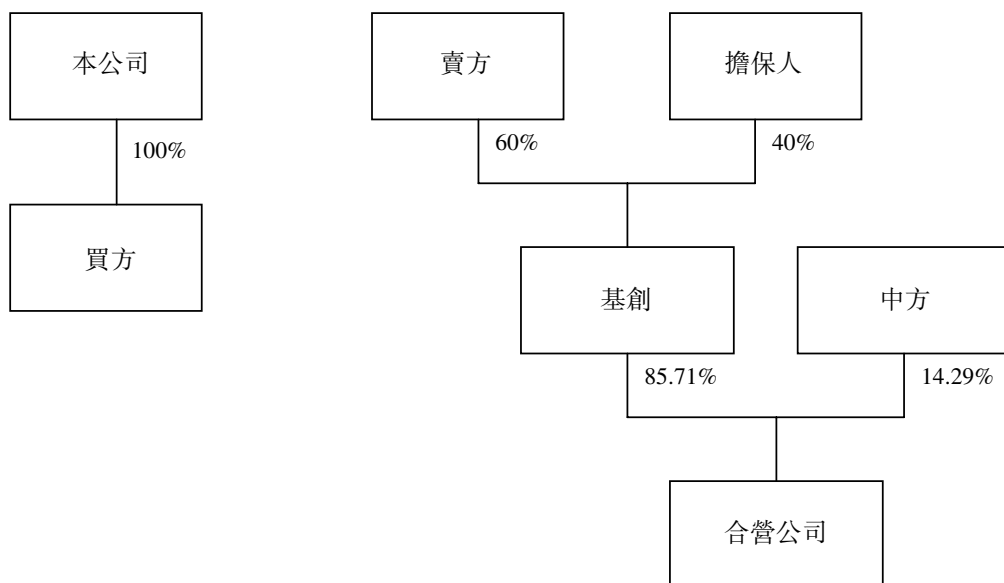 本公司
賣方
擔保人
100%
60%
40%
買方
基創
中方
85.71%
14.29%
合營公司